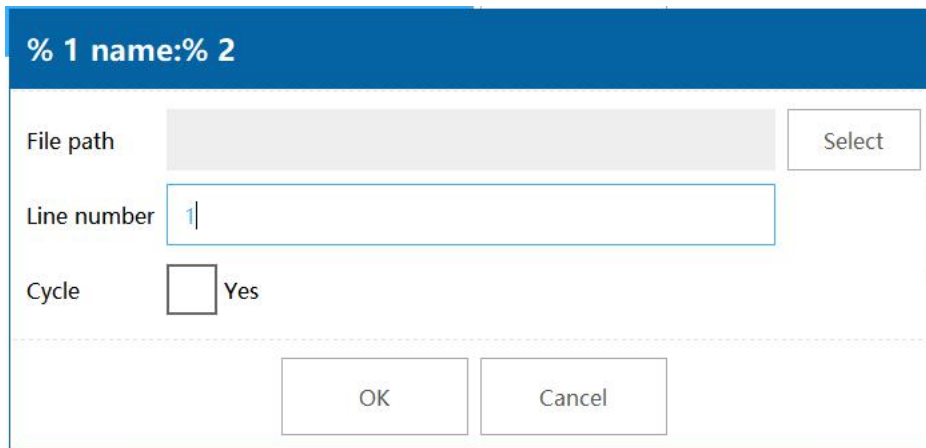 % 1 name:% 2
File path Select
Line number 1
Cycle Yes
OK Cancel